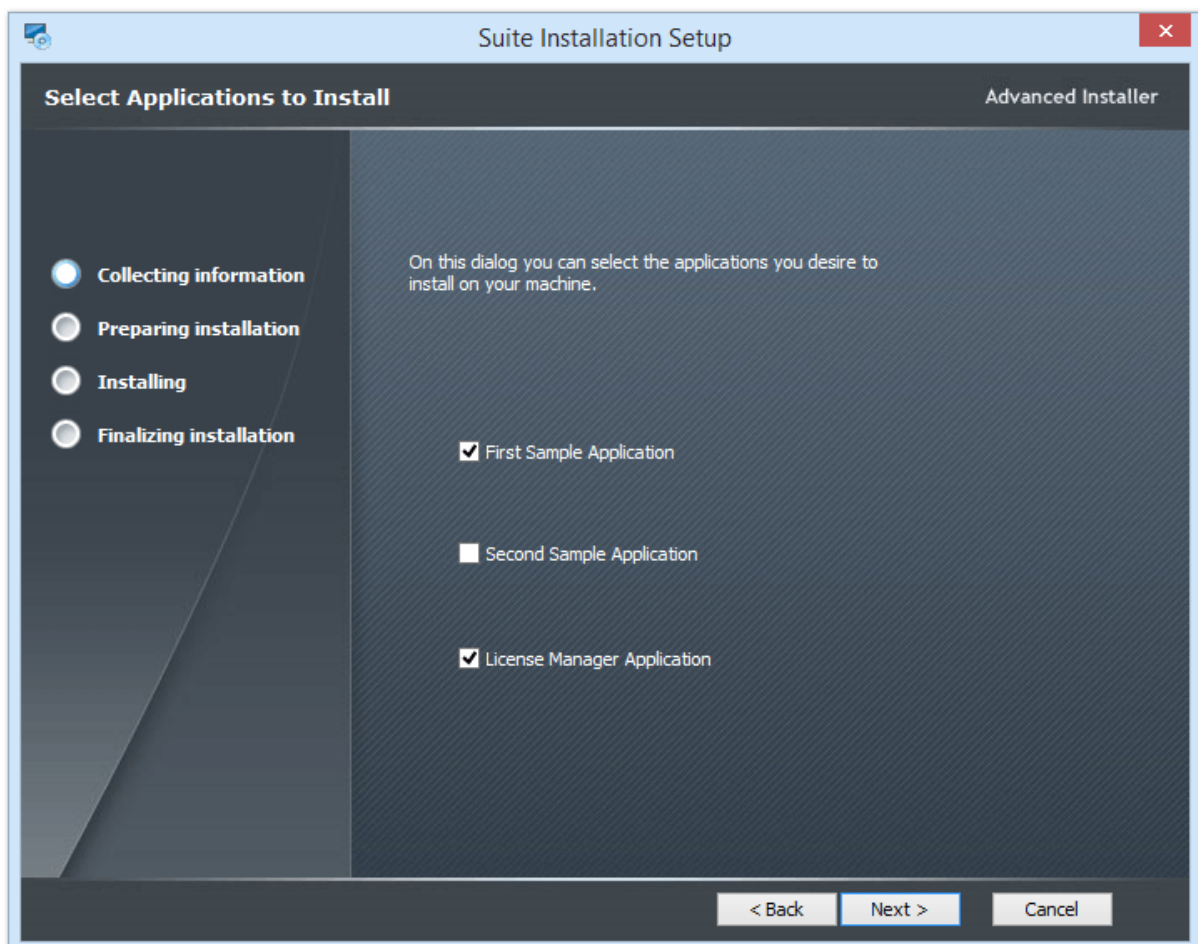 Suite Installation Setup
Select Applications to Install
Advanced Installer
Collecting information
Preparing installation
Installing
Finalizing installation
On this dialog you can select the applications you desire to
install on your machine.
First Sample Application
Second Sample Application
License Manager Application
< Back
Next >
Cancel